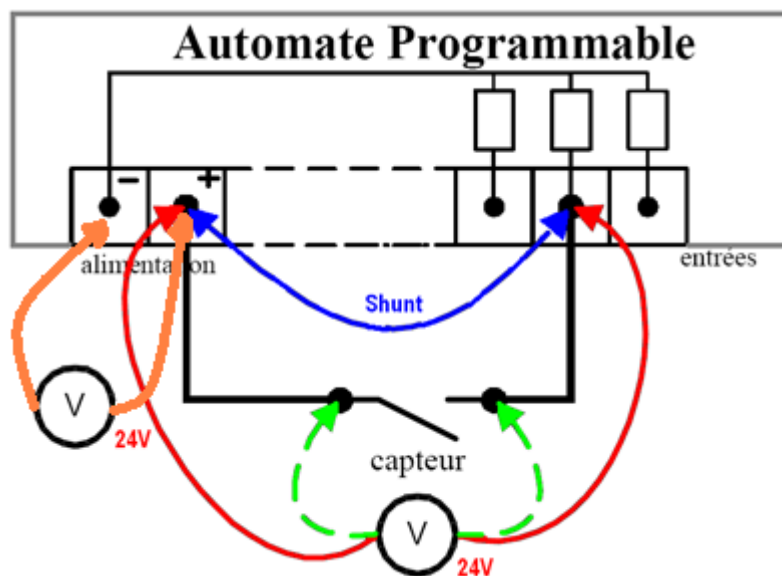 Automate Programmable
− +
alimentation
entrées
Shunt
V
24V
capteur
V
24V